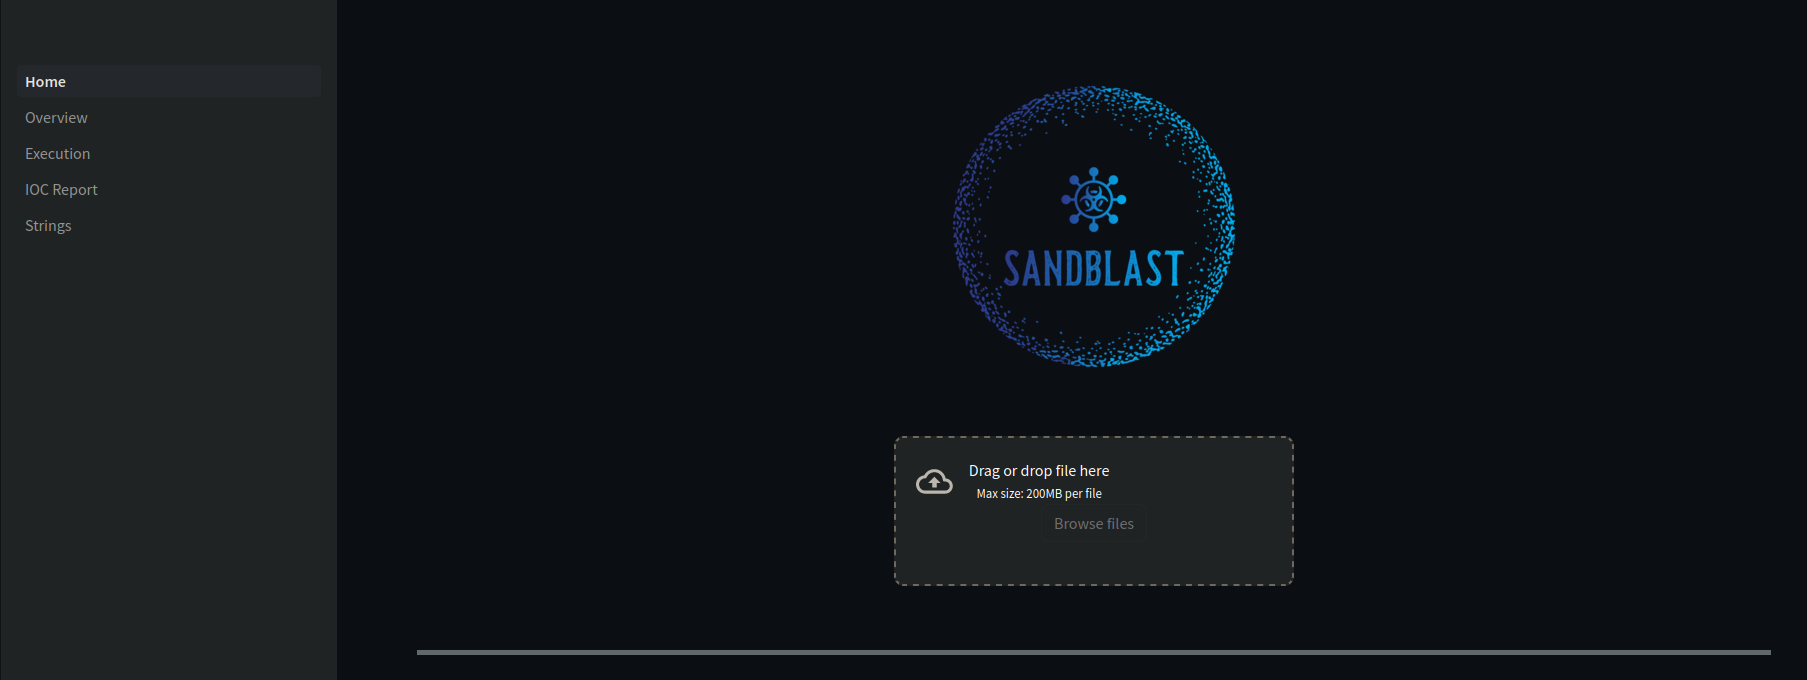 Home
Overview
Execution
IOC Report
Strings
SANDBLAST
Drag or drop file here
Max size: 200MB per file
Browse files